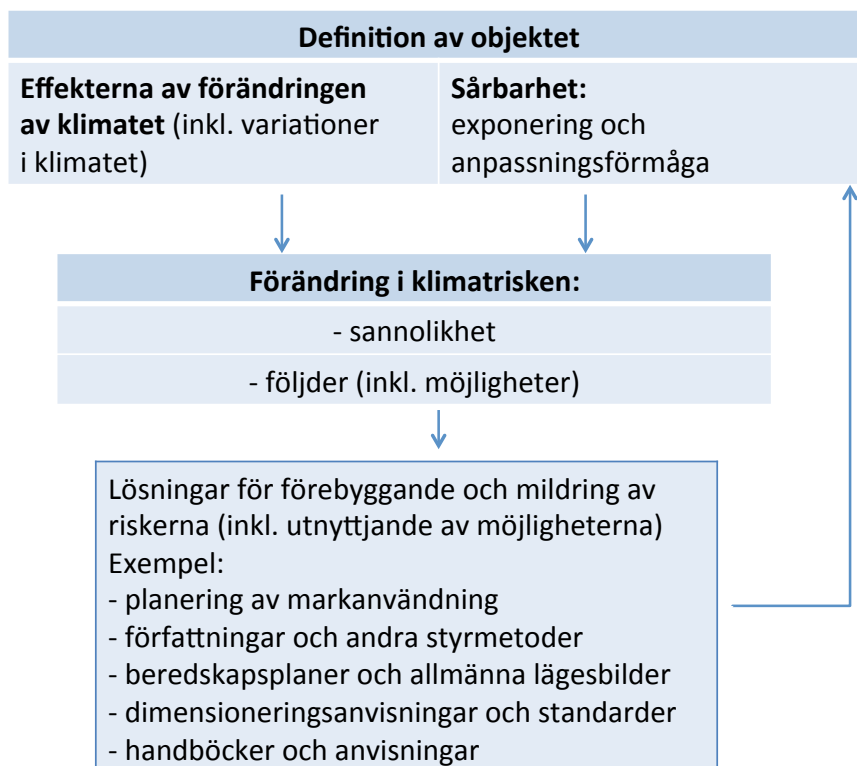 Definition av objektet
Effekterna av förändringen
av klimatet (inkl. variationer
i klimatet)
Sårbarhet:
exponering och
anpassningsförmåga
Förändring i klimatrisken:
- sannolikhet
- följder (inkl. möjligheter)
Lösningar för förebyggande och mildring av
riskerna (inkl. utnyttjande av möjligheterna)
Exempel:
- planering av markanvändning
- författningar och andra styrmetoder
- beredskapsplaner och allmänna lägesbilder
- dimensioneringsanvisningar och standarder
- handböcker och anvisningar